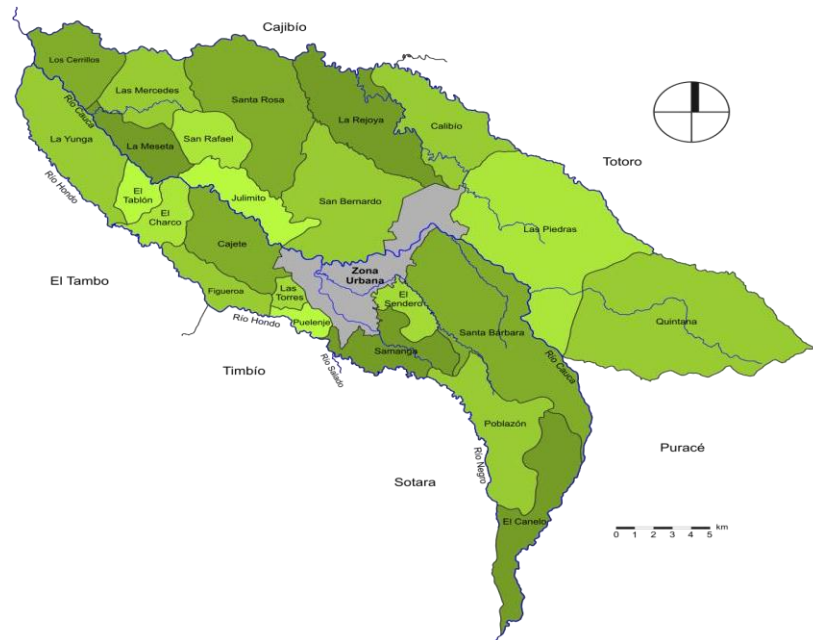 Cajibío
Los Cerrillos
Las Mercedes
Santa Rosa
La Rejoya
Calibío
Río Cauca
La Yunga
La Meseta
San Rafael
Totoro
Río Hondo
El
Tablón
Julimito
San Bernardo
El
Charco
Las Piedras
Cajete
El Tambo
Zona
Urbana
Figueroa
Las
Torres
El
Sendero
Quintana
Río Hondo
Puelenje
Santa Bárbara
Samanga
Río Salado
Río Cauca
Timbío
Poblazón
Puracé
Río Negro
Sotara
El Canelo
km
0 1 2 3 4 5